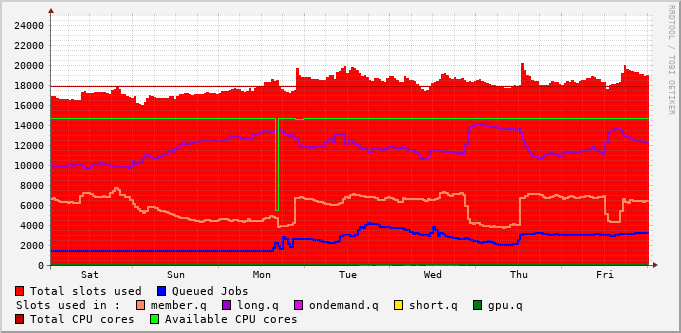 24000
22000
20000
18000
16000
14000
12000
10000
8000
6000
4000
2000
0
Sat Sun Mon Tue Wed Thu Fri
Total slots used Queued Jobs
Slots used in : member.q long.q ondemand.q short.q gpu.q
Total CPU cores Available CPU cores
RRDTOOL / TOBI OETIKER